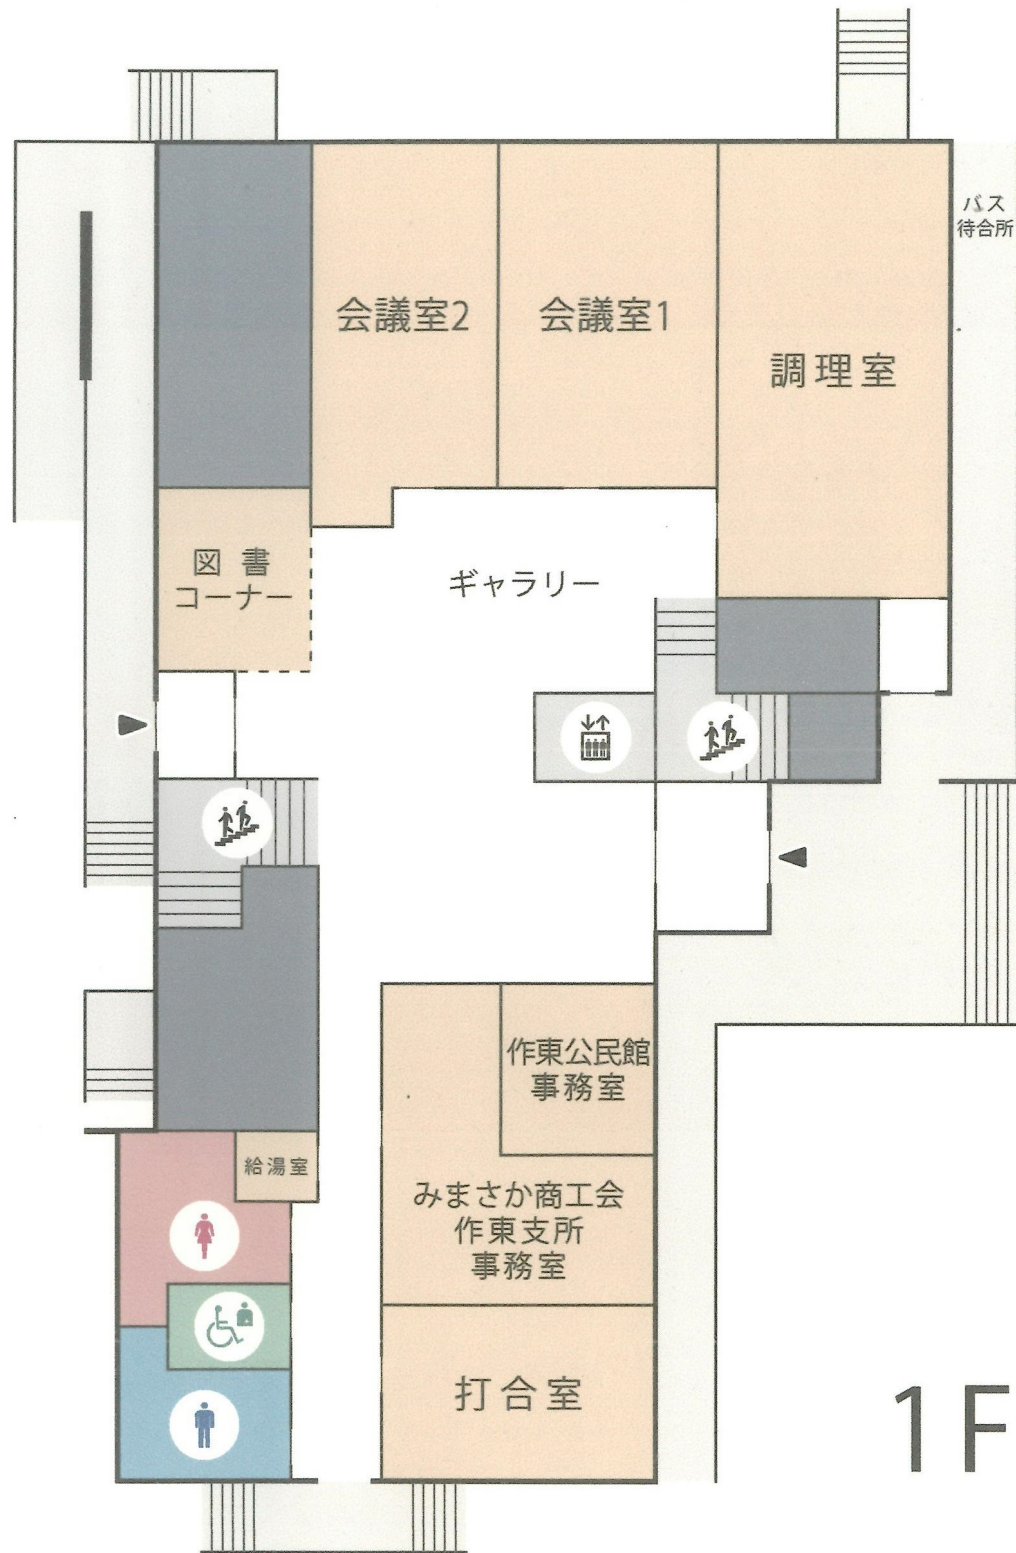 バス
待合所
会議室2
会議室1
調理室
図書
コーナー
ギャラリー
作東公民館
事務室
給湯室
みまさか商工会
作東支所
事務室
打合室
1F